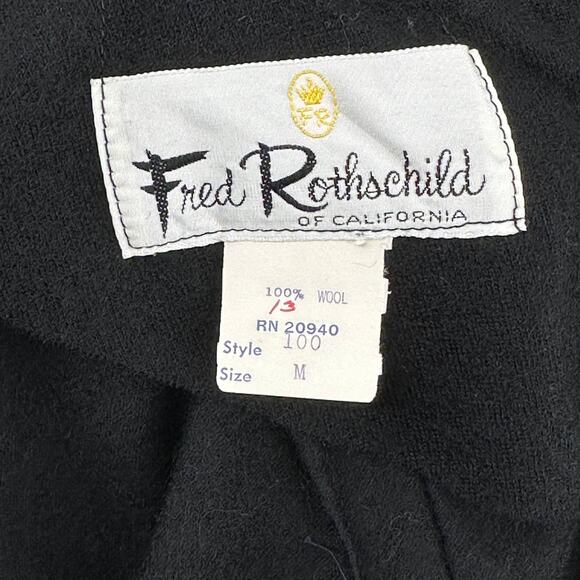 FR
Fred Rothschild
OF CALIFORNIA
100% WOOL
13
RN 20940
Style 100
Size M